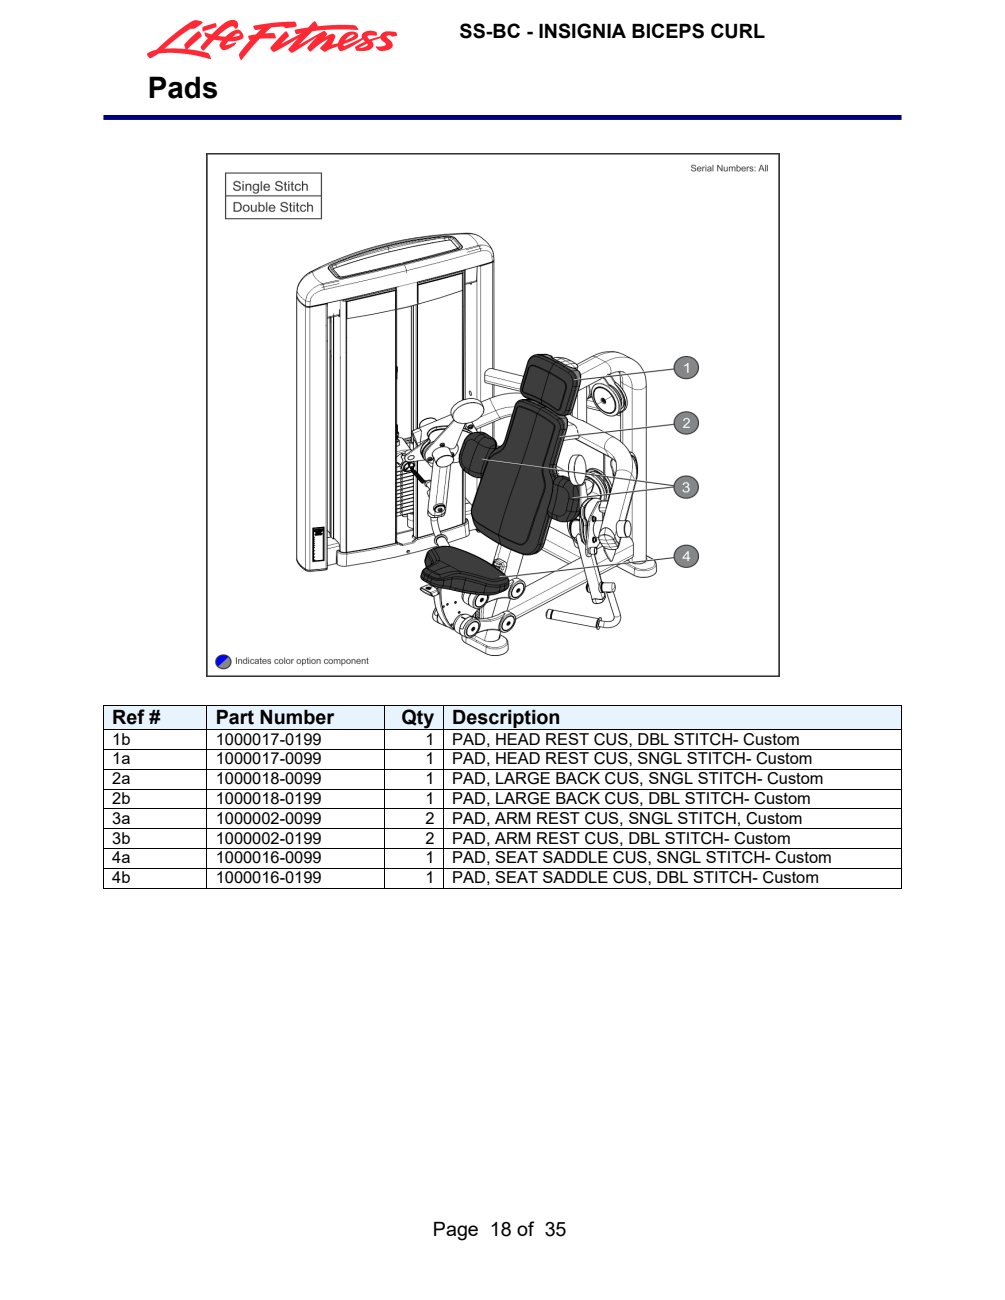 Life Fitness
SS-BC - INSIGNIA BICEPS CURL
Pads
Serial Numbers: All
Single Stitch
Double Stitch
1
2
3
4
Indicates color option component
Ref # Part Number Qty Description
1b 1000017-0199 1 PAD, HEAD REST CUS, DBL STITCH- Custom
1a 1000017-0099 1 PAD, HEAD REST CUS, SNGL STITCH- Custom
2a 1000018-0099 1 PAD, LARGE BACK CUS, SNGL STITCH- Custom
2b 1000018-0199 1 PAD, LARGE BACK CUS, DBL STITCH- Custom
3a 1000002-0099 2 PAD, ARM REST CUS, SNGL STITCH, Custom
3b 1000002-0199 2 PAD, ARM REST CUS, DBL STITCH- Custom
4a 1000016-0099 1 PAD, SEAT SADDLE CUS, SNGL STITCH- Custom
4b 1000016-0199 1 PAD, SEAT SADDLE CUS, DBL STITCH- Custom
Page 18 of 35